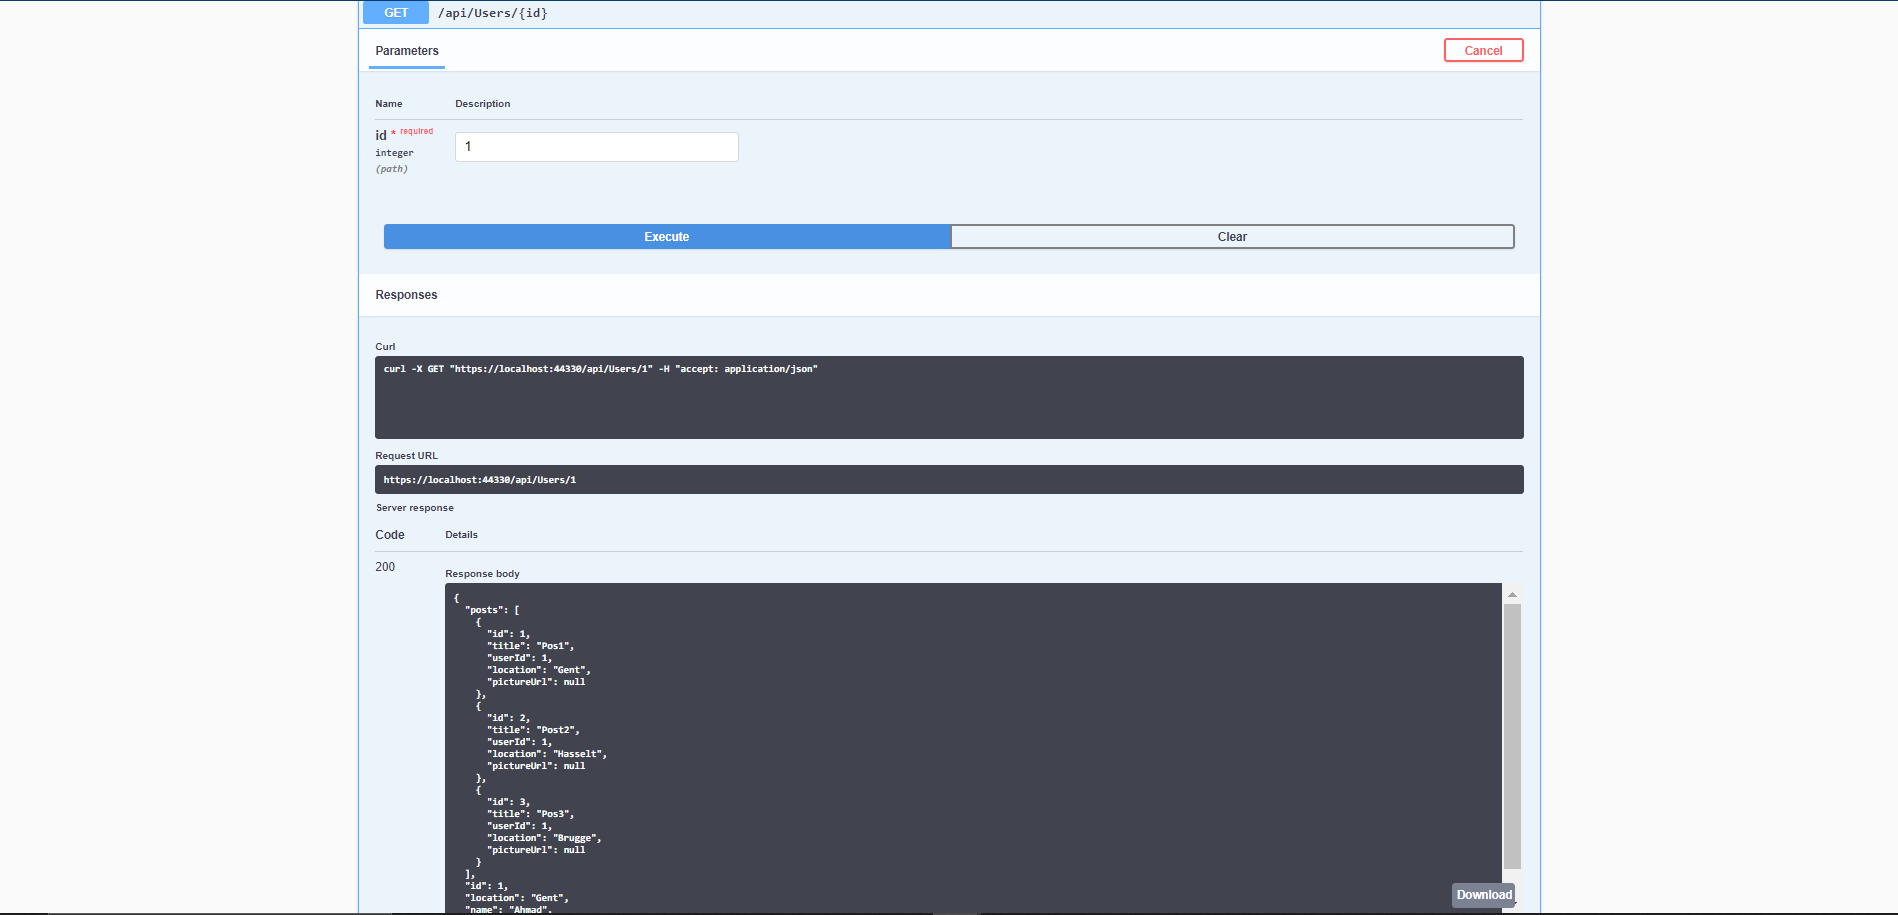 GET /api/Users/{id}
Parameters
Cancel
Name Description
id * required
1
integer
(path)
Execute Clear
Responses
Curl
curl -X GET "https://localhost:44330/api/Users/1" -H "accept: application/json"
Request URL
https://localhost:44330/api/Users/1
Server response
Code Details
200
Response body
{
"posts": [
{
"id": 1,
"title": "Pos1",
"userId": 1,
"location": "Gent",
"pictureUrl": null
},
{
"id": 2,
"title": "Post2",
"userId": 1,
"location": "Hasselt",
"pictureUrl": null
},
{
"id": 3,
"title": "Pos3",
"userId": 1,
"location": "Brugge",
"pictureUrl": null
}
],
"id": 1,
"location": "Gent",
"name": "Ahmad",
Download